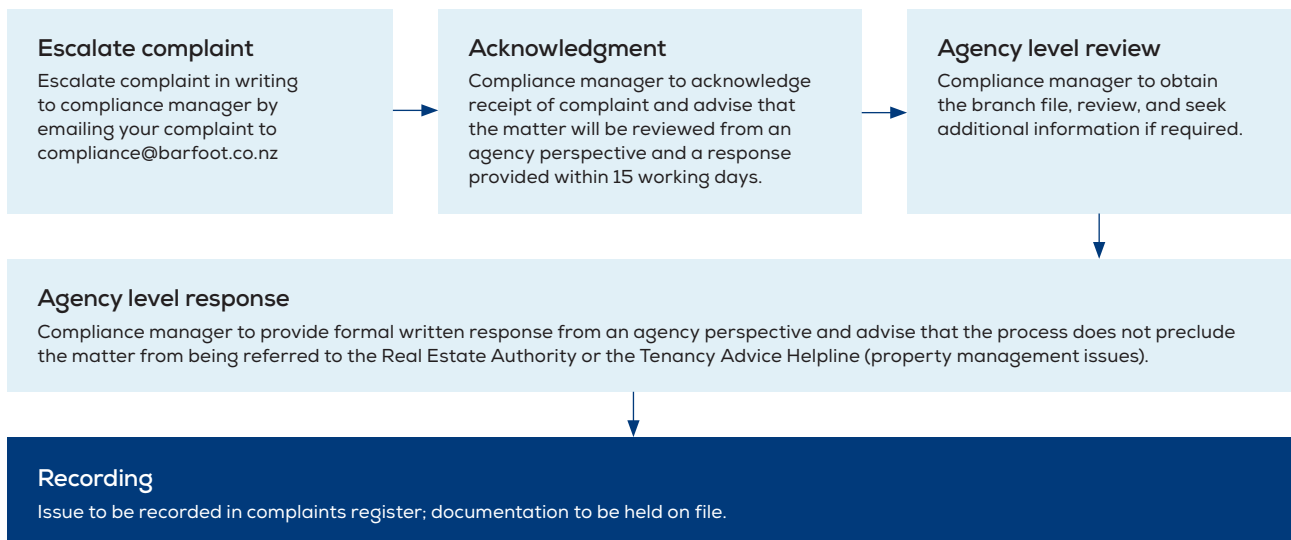 Escalate complaint
Escalate complaint in writing
to compliance manager by
emailing your complaint to
compliance@barfoot.co.nz
Acknowledgment
Compliance manager to acknowledge
receipt of complaint and advise that
the matter will be reviewed from an
agency perspective and a response
provided within 15 working days.
Agency level review
Compliance manager to obtain
the branch file, review, and seek
additional information if required.
Agency level response
Compliance manager to provide formal written response from an agency perspective and advise that the process does not preclude
the matter from being referred to the Real Estate Authority or the Tenancy Advice Helpline (property management issues).
Recording
Issue to be recorded in complaints register; documentation to be held on file.